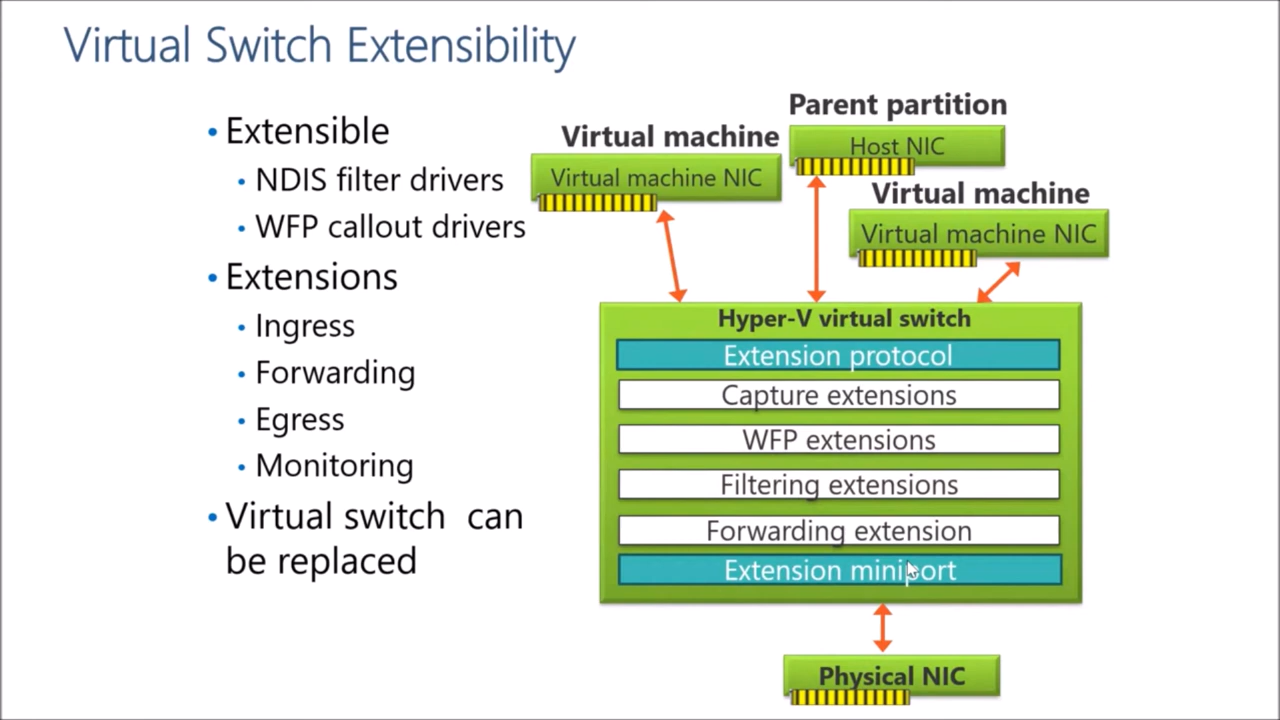 Virtual Switch Extensibility
• Extensible
• NDIS filter drivers
• WFP callout drivers
• Extensions
• Ingress
• Forwarding
• Egress
• Monitoring
• Virtual switch can
be replaced
Parent partition
Host NIC
Virtual machine
Virtual machine NIC
Virtual machine
Virtual machine NIC
Hyper-V virtual switch
Extension protocol
Capture extensions
WFP extensions
Filtering extensions
Forwarding extension
Extension miniport
Physical NIC